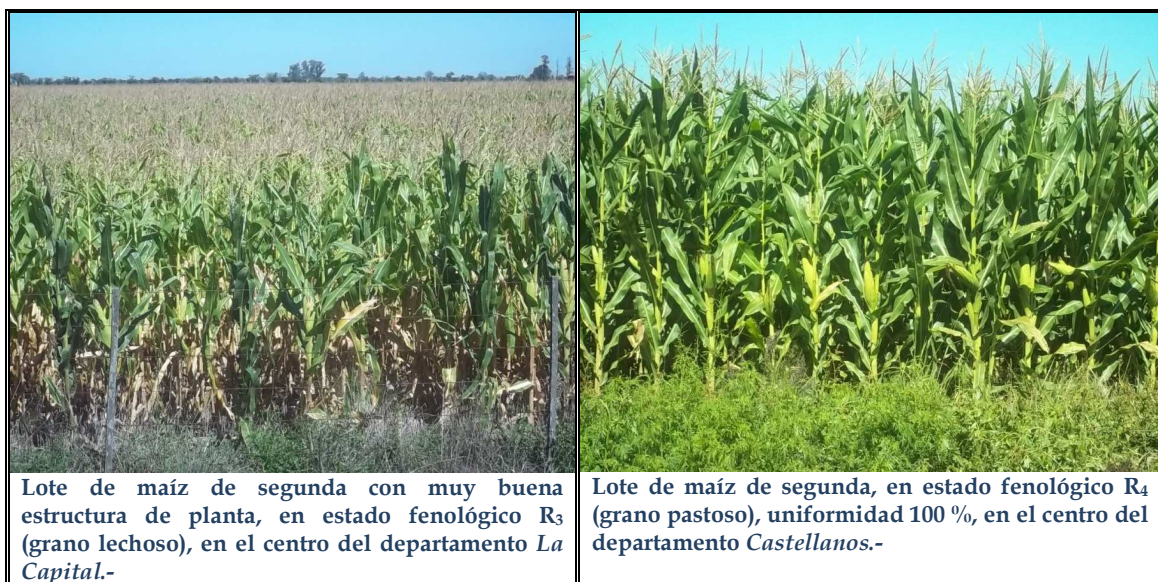 Lote de maíz de segunda con muy buena
estructura de planta, en estado fenológico R₃
(grano lechoso), en el centro del departamento La
Capital.-
Lote de maíz de segunda, en estado fenológico R₄
(grano pastoso), uniformidad 100 %, en el centro del
departamento Castellanos.-